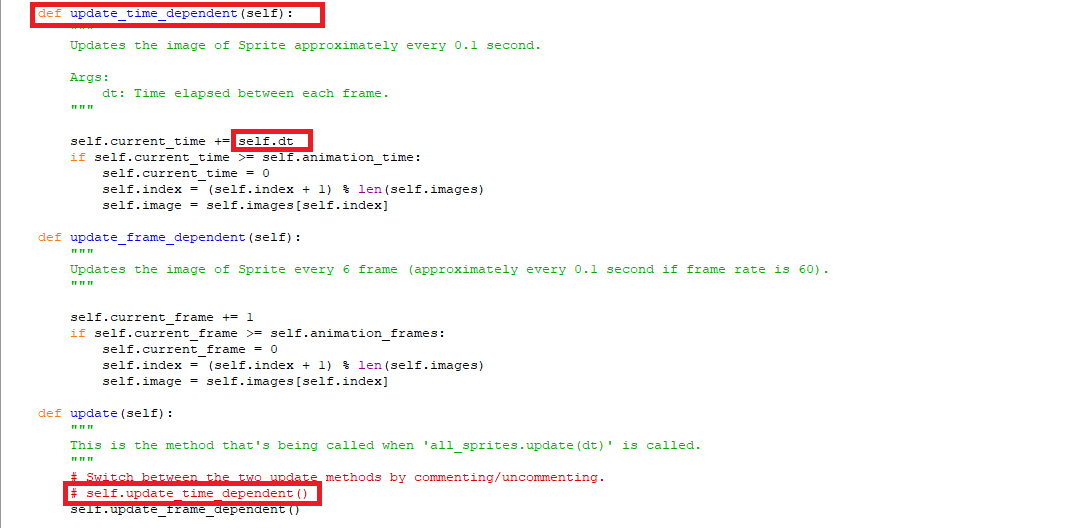 def update_time_dependent(self):
"""
Updates the image of Sprite approximately every 0.1 second.
Args:
dt: Time elapsed between each frame.
"""
self.current_time += self.dt
if self.current_time >= self.animation_time:
self.current_time = 0
self.index = (self.index + 1) % len(self.images)
self.image = self.images[self.index]
def update_frame_dependent(self):
"""
Updates the image of Sprite every 6 frame (approximately every 0.1 second if frame rate is 60).
"""
self.current_frame += 1
if self.current_frame >= self.animation_frames:
self.current_frame = 0
self.index = (self.index + 1) % len(self.images)
self.image = self.images[self.index]
def update(self):
"""
This is the method that's being called when 'all_sprites.update(dt)' is called.
"""
# Switch between the two update methods by commenting/uncommenting.
# self.update_time_dependent()
self.update_frame_dependent()